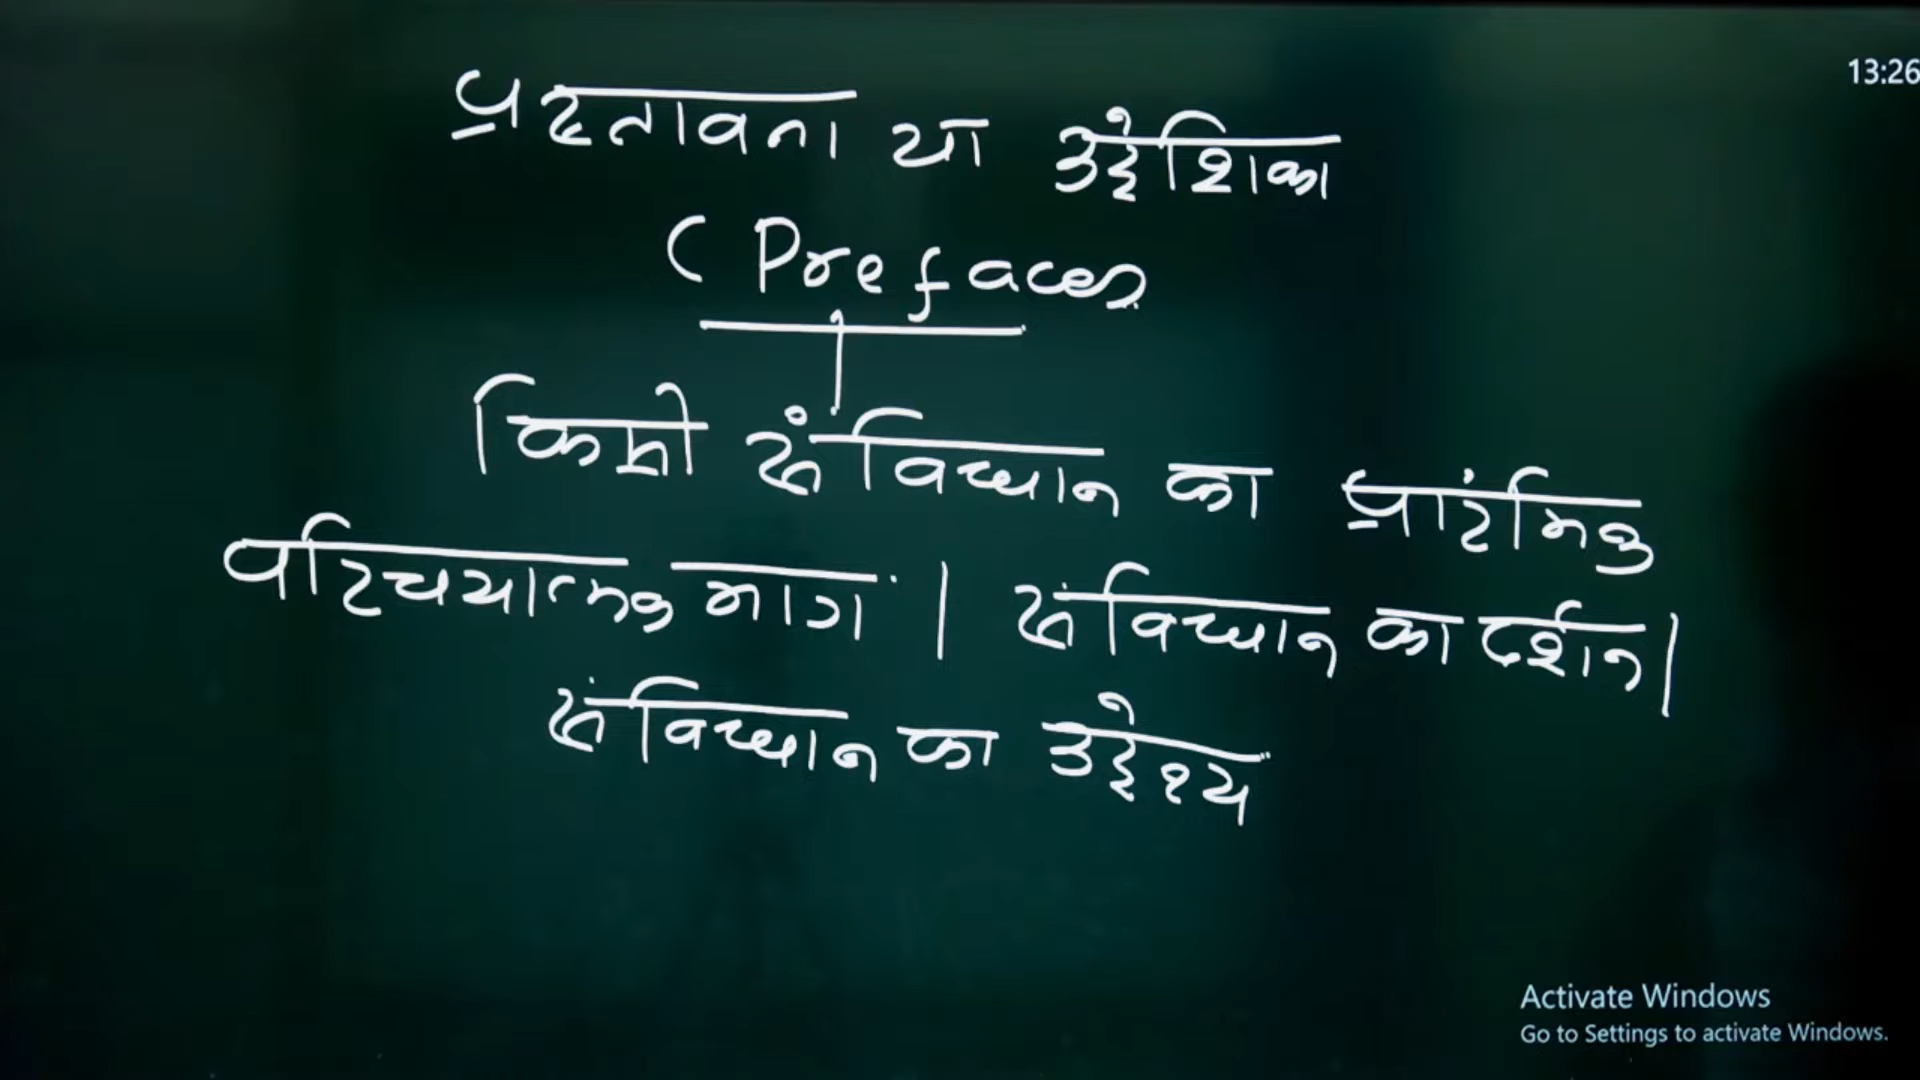 13:26
प्रस्तावना या उद्देशिका
(Preface)
किसी संविधान का प्रारंभिक
परिचयात्मक भाग | संविधान का दर्शन |
संविधान का उद्देश्य
Activate Windows
Go to Settings to activate Windows.